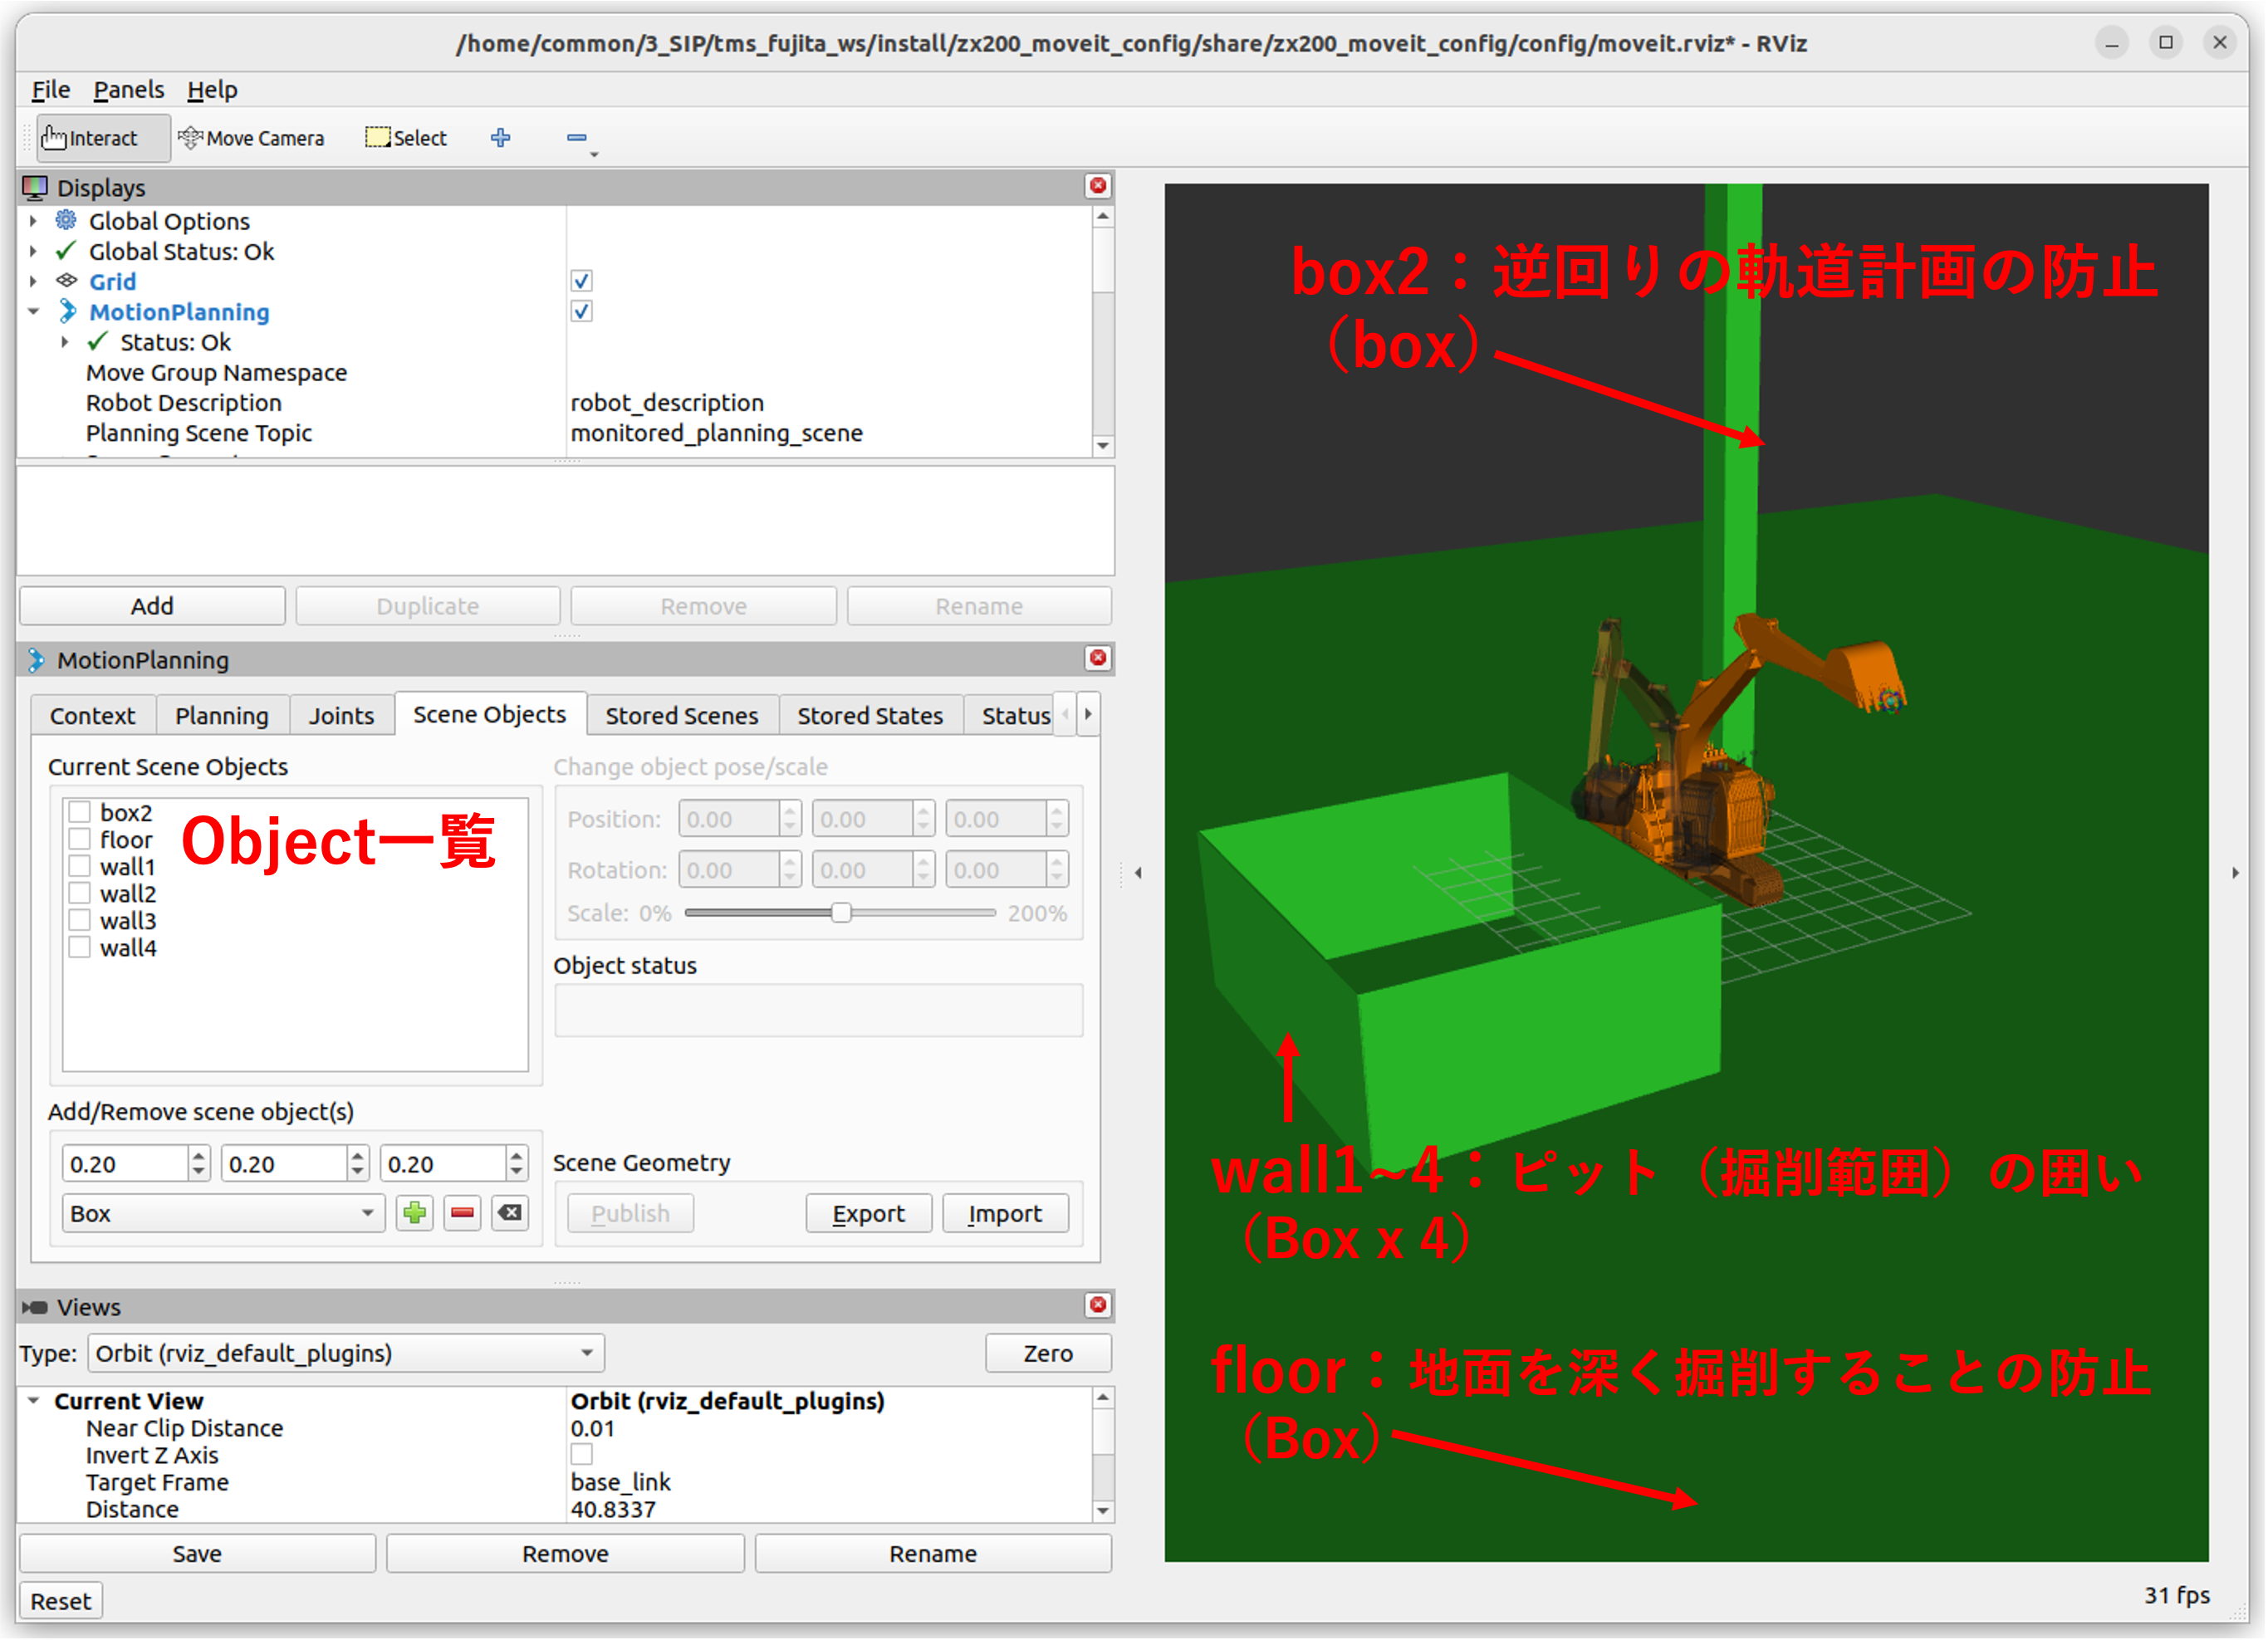 /home/common/3_SIP/tms_fujita_ws/install/zx200_moveit_config/share/zx200_moveit_config/config/moveit.rviz* - RViz
File Panels Help
Interact Move Camera Select
Displays
Global Options
Global Status: Ok
Grid
MotionPlanning
Status: Ok
Move Group Namespace
Robot Description robot_description
Planning Scene Topic monitored_planning_scene
Add Duplicate Remove Rename
MotionPlanning
Context Planning Joints Scene Objects Stored Scenes Stored States Status
Current Scene Objects
box2
floor
wall1
wall2
wall3
wall4
Object一覧
Change object pose/scale
Position: 0.00 0.00 0.00
Rotation: 0.00 0.00 0.00
Scale: 0% 200%
Object status
Add/Remove scene object(s)
0.20 0.20 0.20
Box
Scene Geometry
Publish Export Import
Views
Type: Orbit (rviz_default_plugins) Zero
Current View Orbit (rviz_default_plugins)
Near Clip Distance 0.01
Invert Z Axis
Target Frame base_link
Distance 40.8337
Save Remove Rename
Reset
box2：逆回りの軌道計画の防止
（box）
wall1~4：ピット（掘削範囲）の囲い
（Box x 4）
floor：地面を深く掘削することの防止
（Box）
31 fps